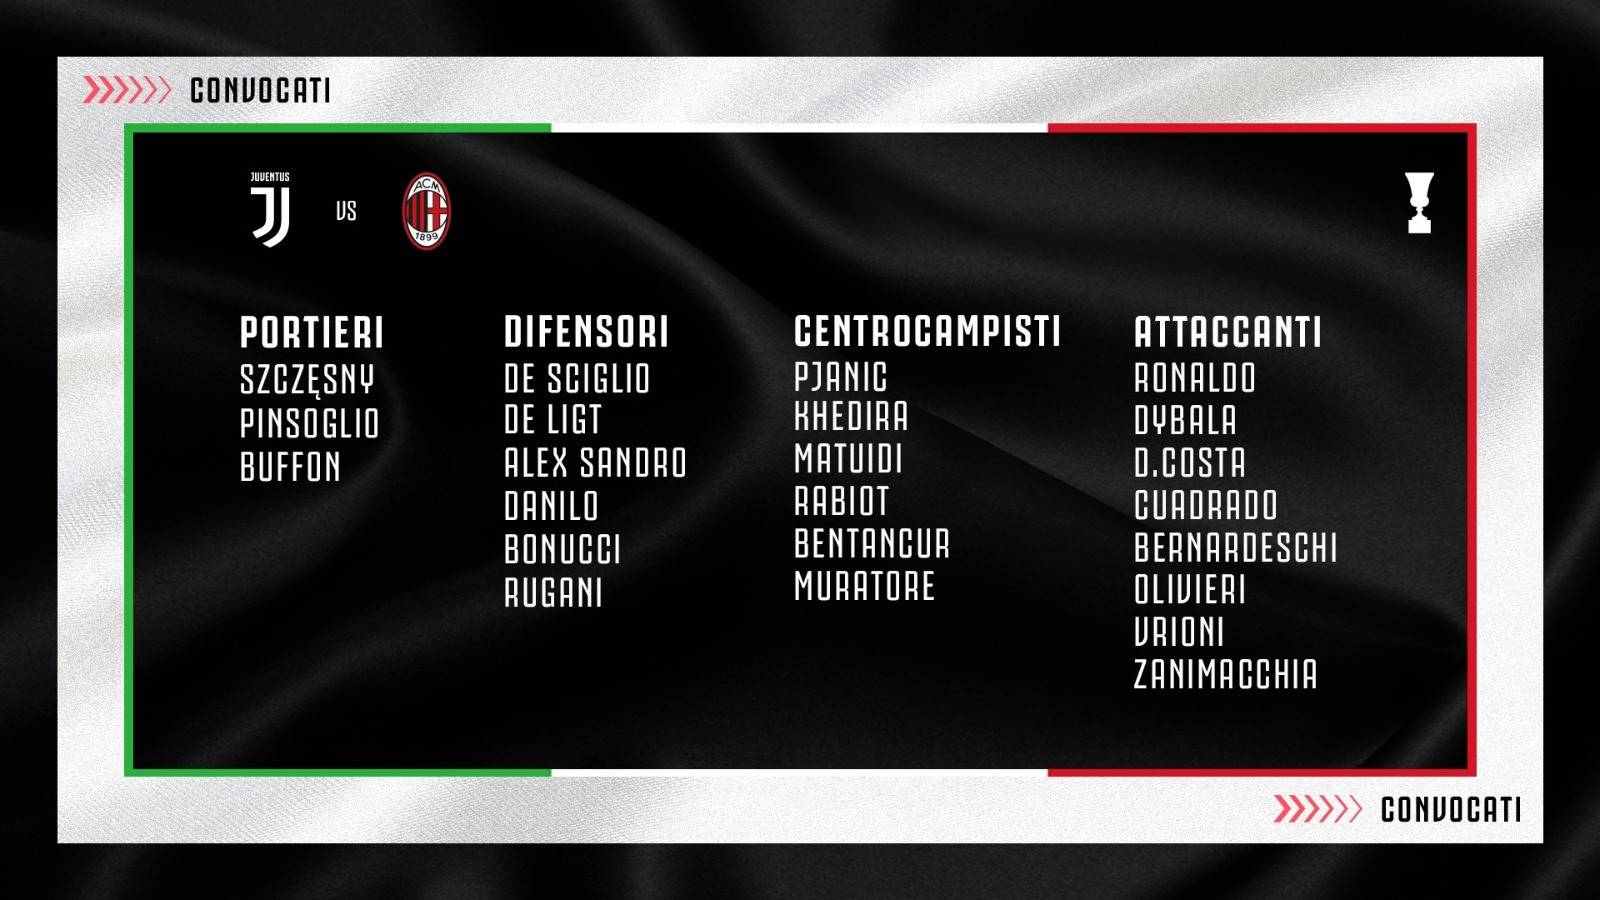 CONVOCATI
JUVENTUS
VS
ACM
1899
PORTIERI
SZCZĘSNY
PINSOGLIO
BUFFON
DIFENSORI
DE SCIGLIO
DE LIGT
ALEX SANDRO
DANILO
BONUCCI
RUGANI
CENTROCAMPISTI
PJANIC
KHEDIRA
MATUIDI
RABIOT
BENTANCUR
MURATORE
ATTACCANTI
RONALDO
DYBALA
D.COSTA
CUADRADO
BERNARDESCHI
OLIVIERI
VRIONI
ZANIMACCHIA
CONVOCATI